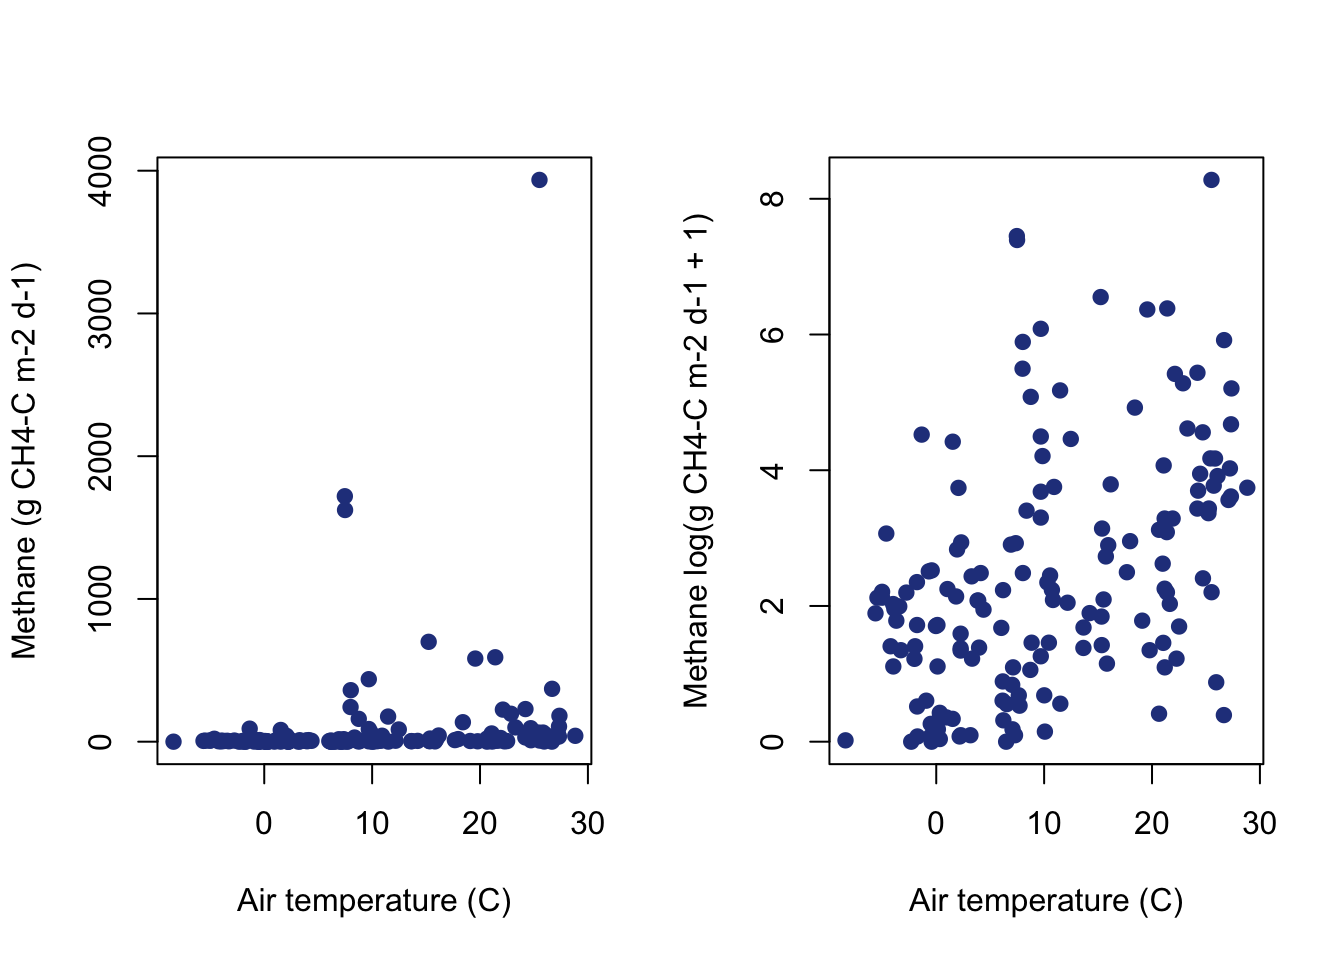 Methane (g CH4-C m-2 d-1)
4000
3000
2000
1000
0
0 10 20 30
Air temperature (C)
Methane log(g CH4-C m-2 d-1 + 1)
8
6
4
2
0
0 10 20 30
Air temperature (C)